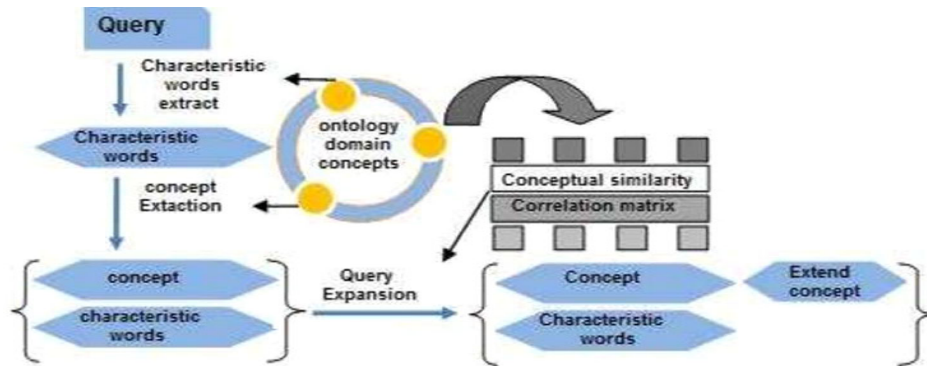 Query
Characteristic
words
extract
Characteristic
words
ontology
domain
concepts
concept
Extaction
Conceptual similarity
Correlation matrix
concept
characteristic
words
Query
Expansion
Concept
Characteristic
words
Extend
concept